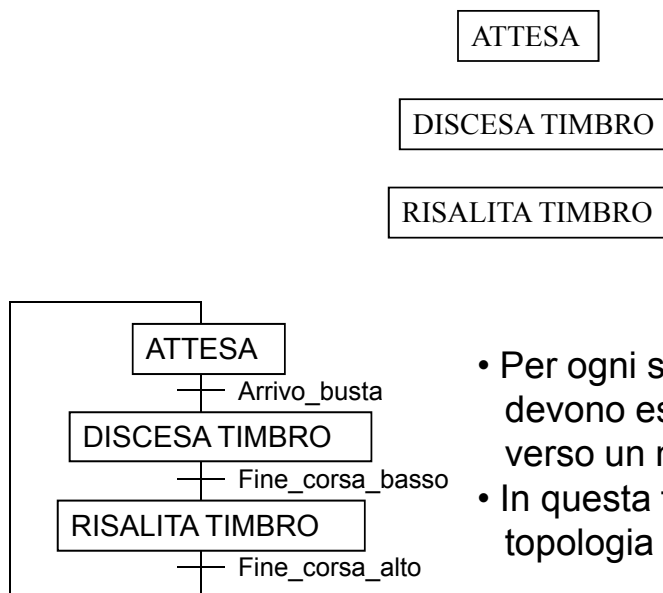 ATTESA
DISCESA TIMBRO
RISALITA TIMBRO
ATTESA
Arrivo_busta
DISCESA TIMBRO
Fine_corsa_basso
RISALITA TIMBRO
Fine_corsa_alto
• Per ogni s
devono es
verso un
• In questa
topologia